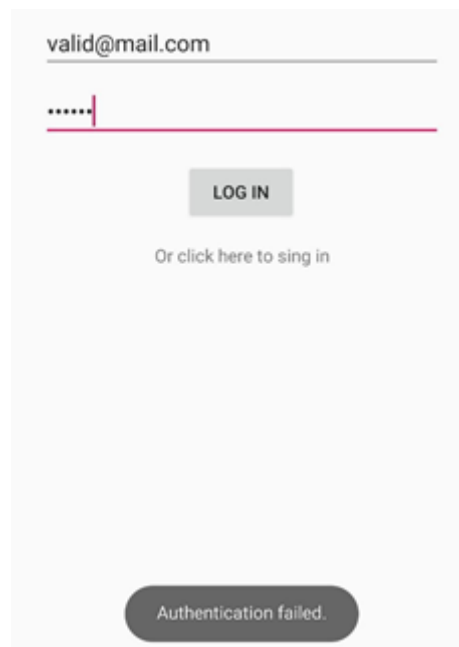 valid@mail.com
••••••
LOG IN
Or click here to sing in
Authentication failed.